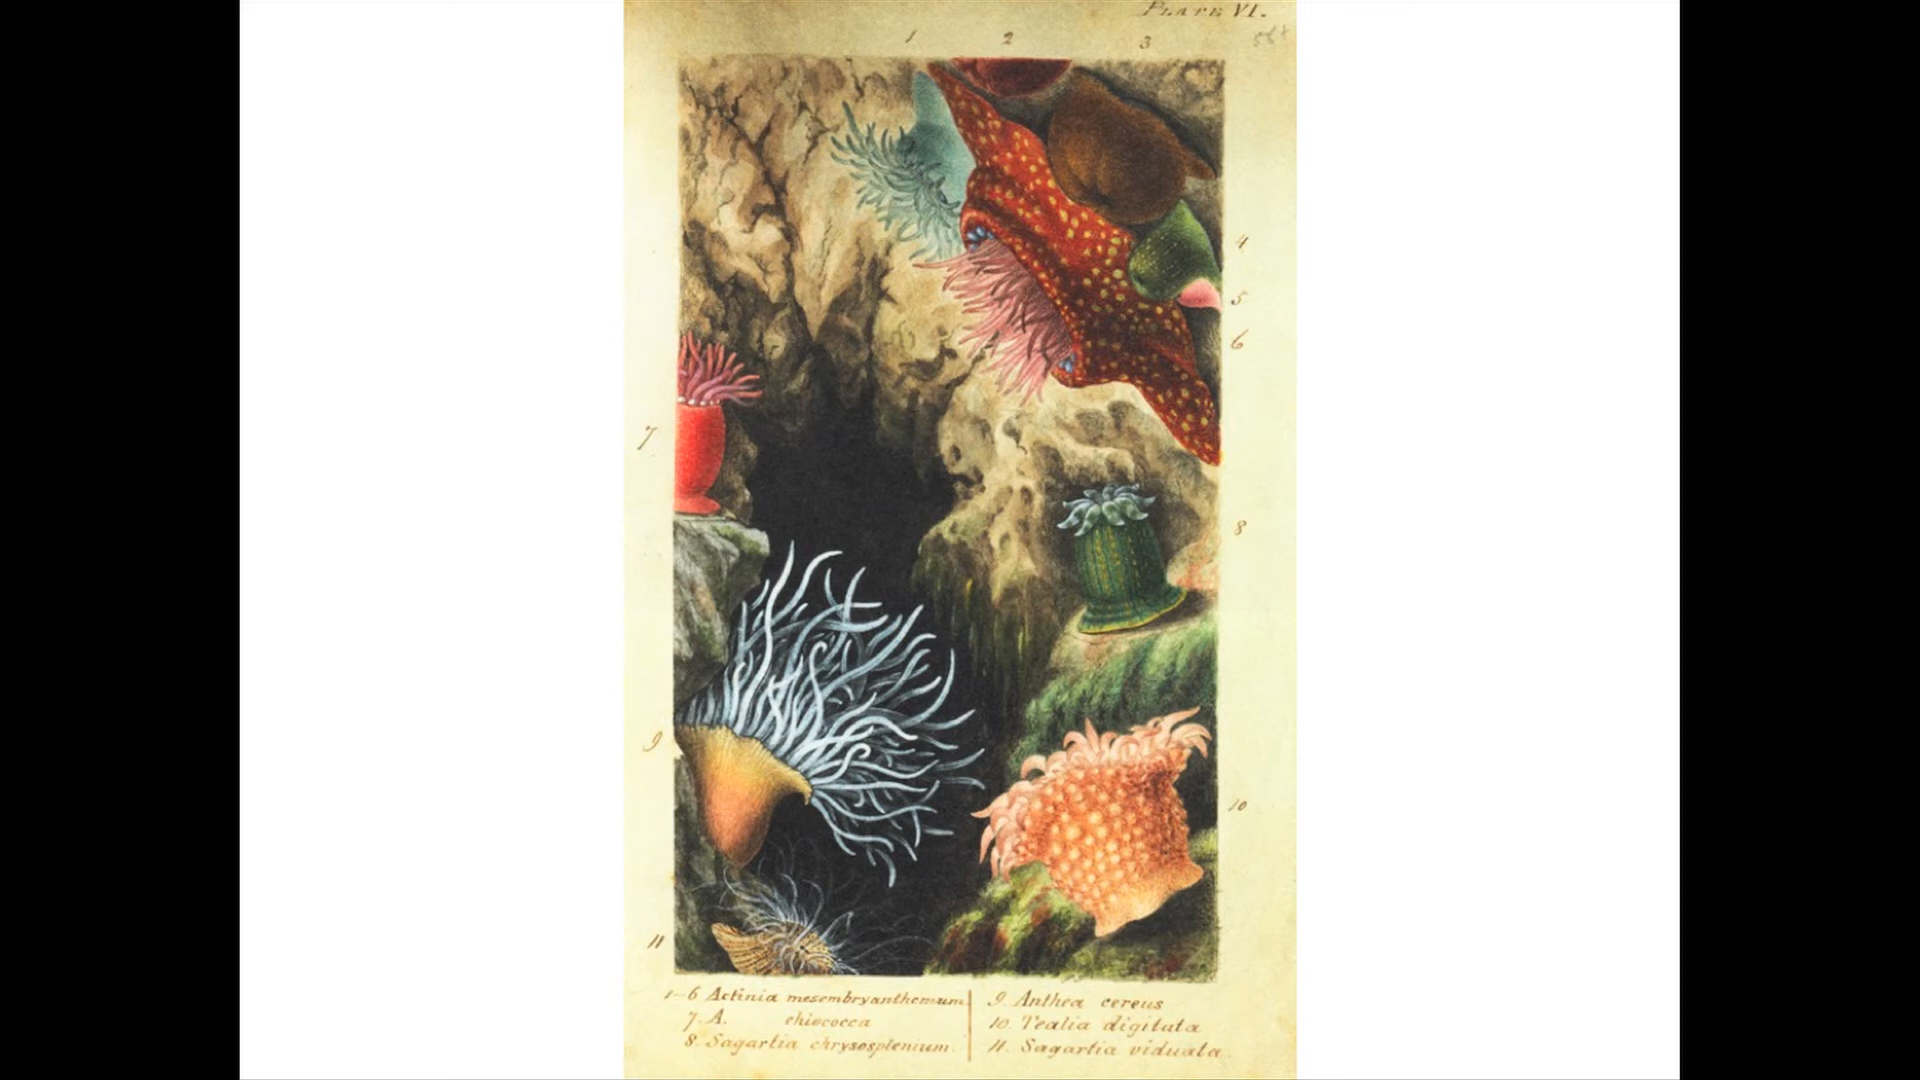 PLATE VI.
1 2 3
4
5
6
7
8
9
10
11
1-6 Actinia mesembryanthemum.
7. A. chiococca
8. Sagartia chrysosplenium.
9. Anthea cereus
10. Tealia digitata
11. Sagartia viduata